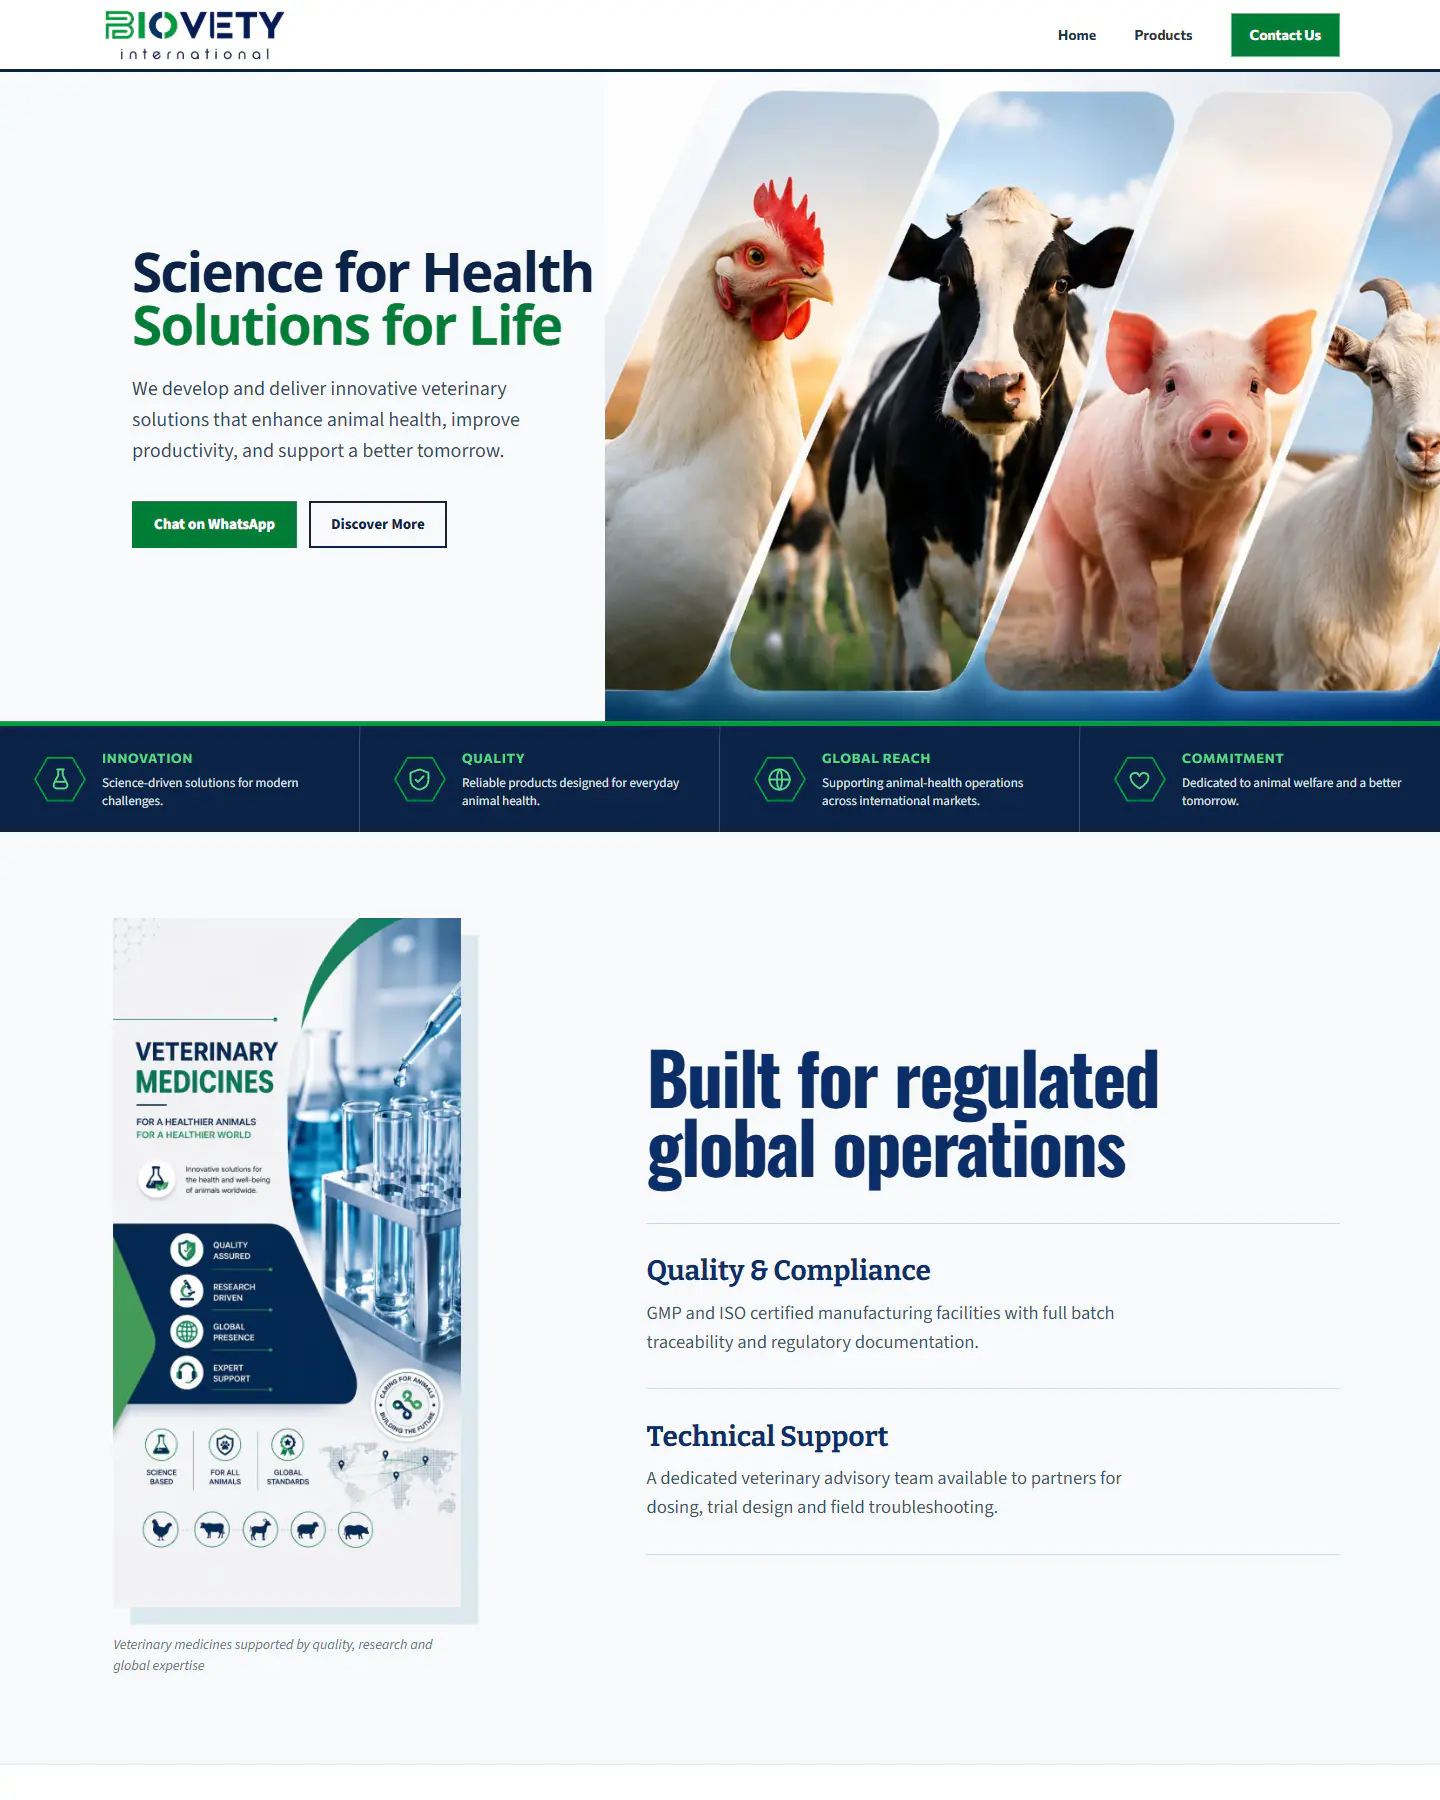 BIOVETY
international
Home
Products
Contact Us
Science for Health
Solutions for Life
We develop and deliver innovative veterinary
solutions that enhance animal health, improve
productivity, and support a better tomorrow.
Chat on WhatsApp
Discover More
INNOVATION
Science-driven solutions for modern
challenges.
QUALITY
Reliable products designed for everyday
animal health.
GLOBAL REACH
Supporting animal-health operations
across international markets.
COMMITMENT
Dedicated to animal welfare and a better
tomorrow.
VETERINARY
MEDICINES
FOR A HEALTHIER ANIMALS
FOR A HEALTHIER WORLD
Innovative solutions for
the health and well-being
of animals worldwide.
QUALITY
ASSURED
RESEARCH
DRIVEN
GLOBAL
PRESENCE
EXPERT
SUPPORT
CARING FOR ANIMALS
BUILDING THE FUTURE
SCIENCE
BASED
FOR ALL
ANIMALS
GLOBAL
STANDARDS
Veterinary medicines supported by quality, research and
global expertise
Built for regulated
global operations
Quality & Compliance
GMP and ISO certified manufacturing facilities with full batch
traceability and regulatory documentation.
Technical Support
A dedicated veterinary advisory team available to partners for
dosing, trial design and field troubleshooting.